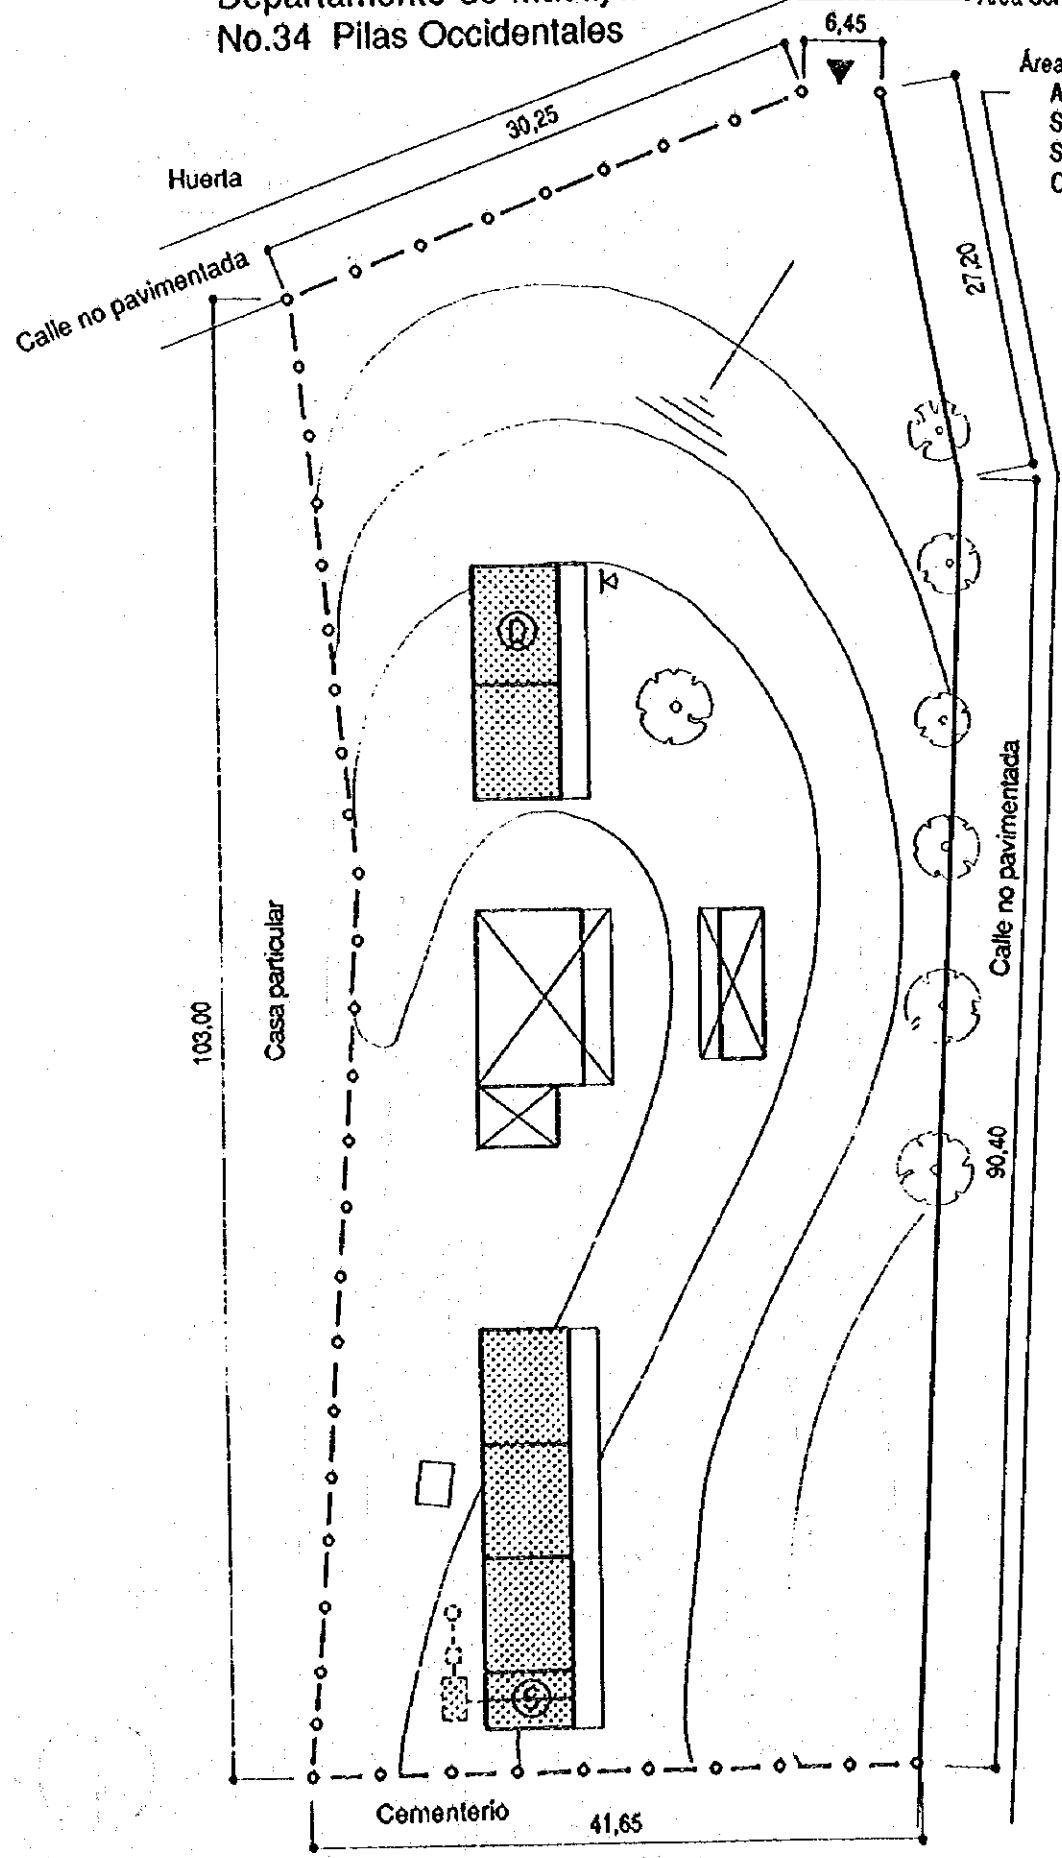 No.34 Pilas Occidentales
6,45
Área
A
S
S
C
30,25
Huerta
Calle no pavimentada
27,20
D
Casa particular
103,00
Calle no pavimentada
90,40
S
Cementerio
41,65